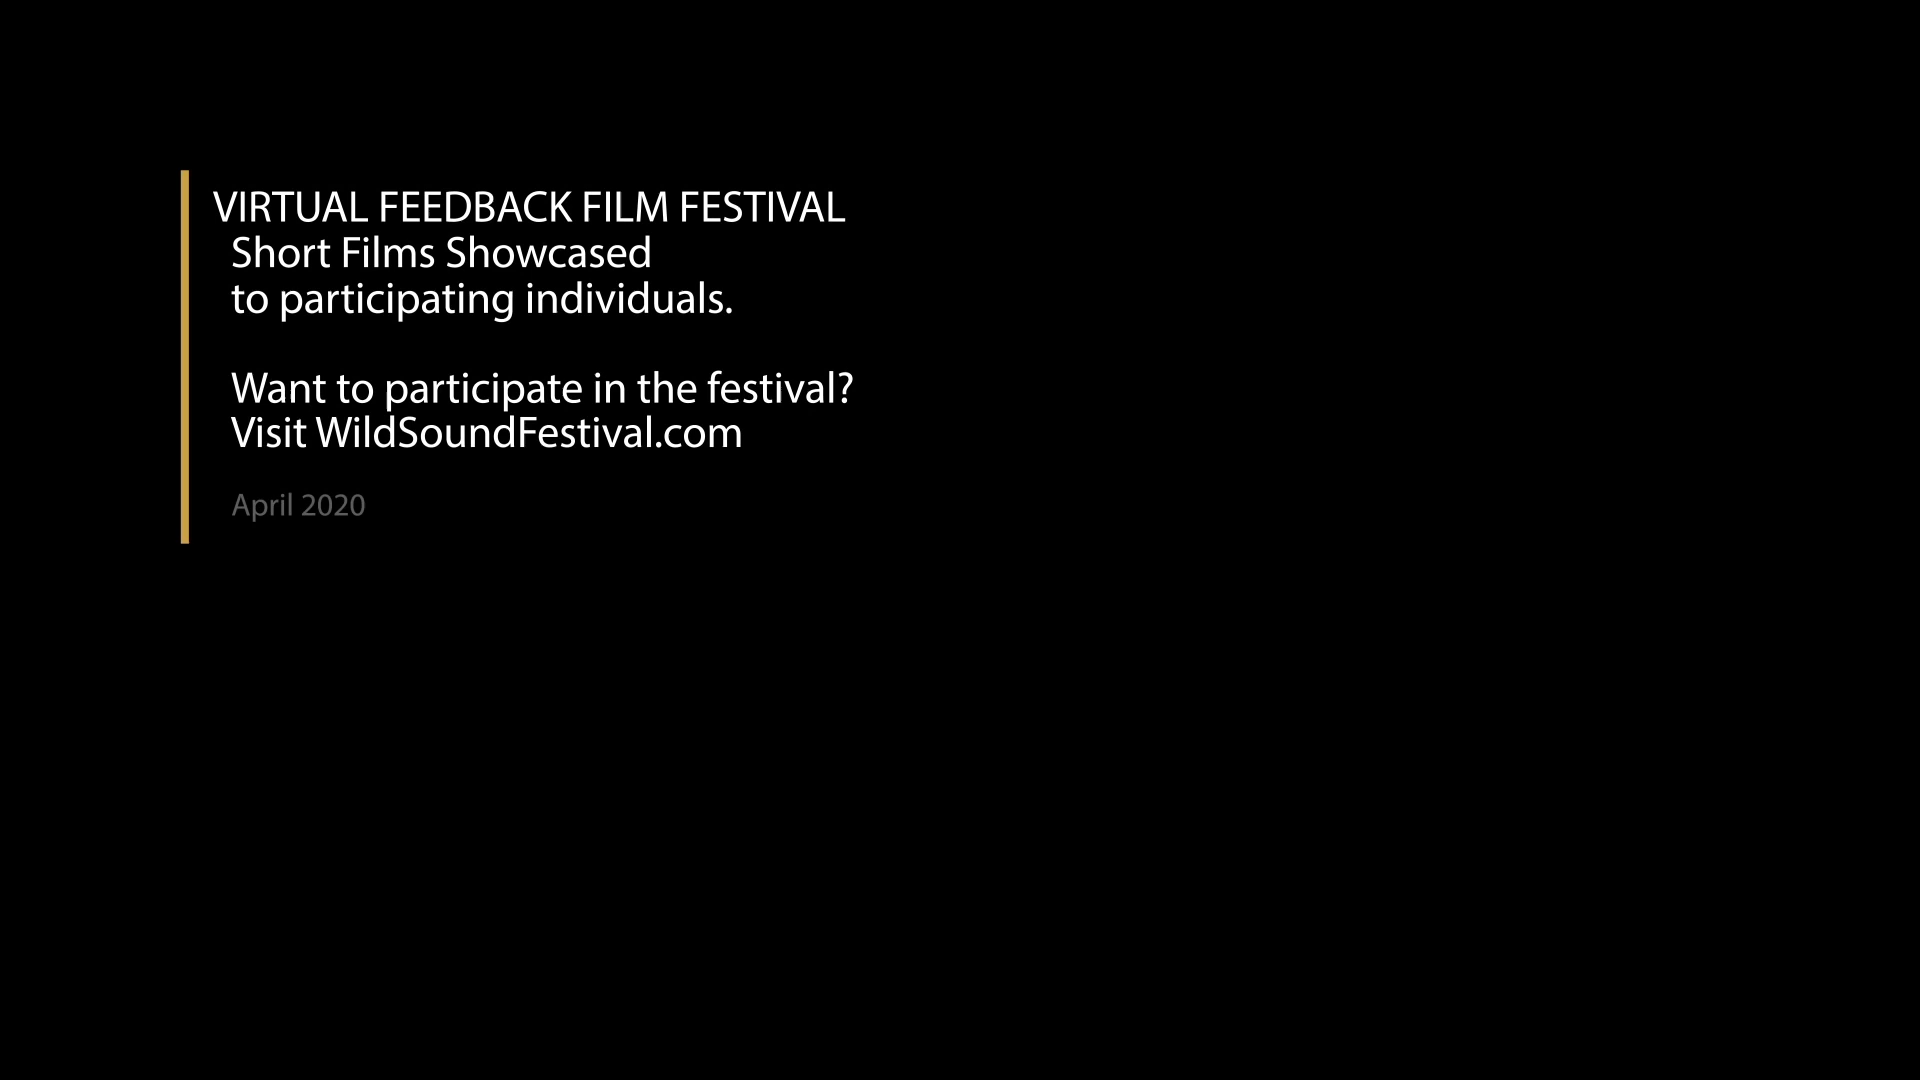 VIRTUAL FEEDBACK FILM FESTIVAL
Short Films Showcased
to participating individuals.
Want to participate in the festival?
Visit WildSoundFestival.com
April 2020